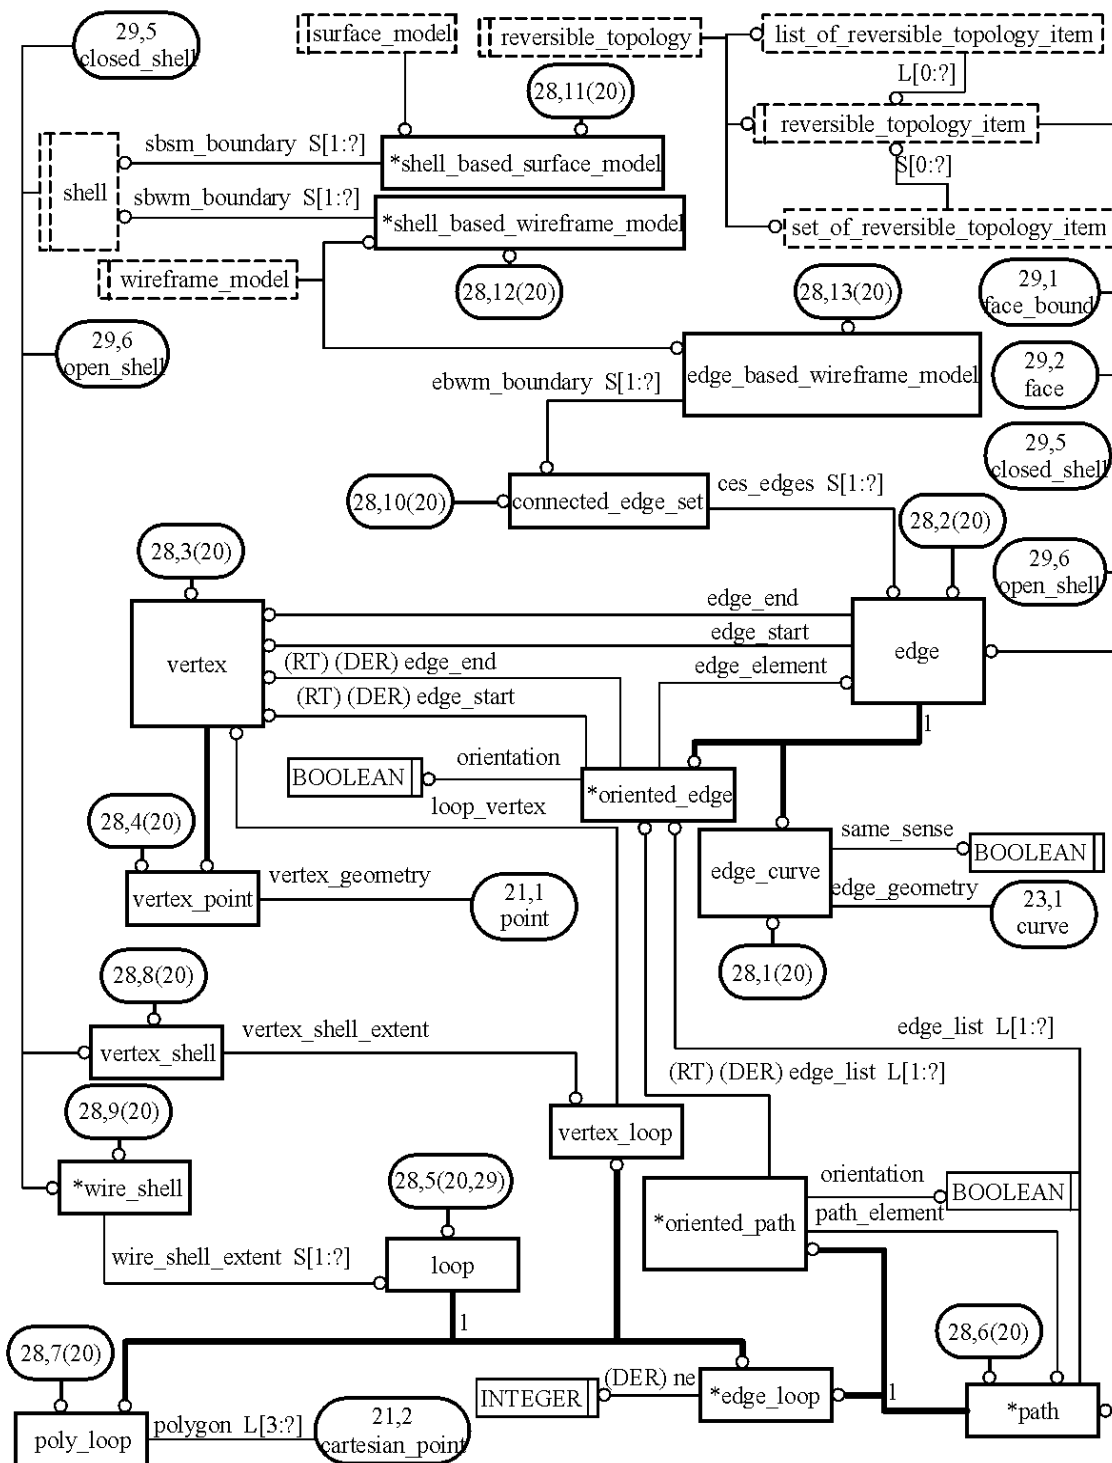 29,5
closed_shell
surface_model
reversible_topology
list_of_reversible_topology_item
L[0:?]
28,11(20)
reversible_topology_item
sbsm_boundary S[1:?]
*shell_based_surface_model
shell
S[0:?]
sbwm_boundary S[1:?]
*shell_based_wireframe_model
set_of_reversible_topology_item
wireframe_model
28,12(20)
28,13(20)
29,1
face_bound
29,6
open_shell
ebwm_boundary S[1:?]
edge_based_wireframe_model
29,2
face
29,5
closed_shell
28,10(20)
connected_edge_set
ces_edges S[1:?]
28,2(20)
28,3(20)
29,6
open_shell
edge_end
edge_start
vertex
(RT) (DER) edge_end
edge_element
edge
(RT) (DER) edge_start
1
orientation
BOOLEAN
*oriented_edge
loop_vertex
28,4(20)
same_sense
BOOLEAN
vertex_geometry
edge_curve
edge_geometry
vertex_point
21,1
point
23,1
curve
28,8(20)
28,1(20)
vertex_shell_extent
edge_list L[1:?]
vertex_shell
(RT) (DER) edge_list L[1:?]
28,9(20)
vertex_loop
28,5(20,29)
orientation
*wire_shell
BOOLEAN
*oriented_path
path_element
wire_shell_extent S[1:?]
loop
1
28,7(20)
28,6(20)
(DER) ne
INTEGER
*edge_loop
1
*path
poly_loop
polygon L[3:?]
21,2
cartesian_point